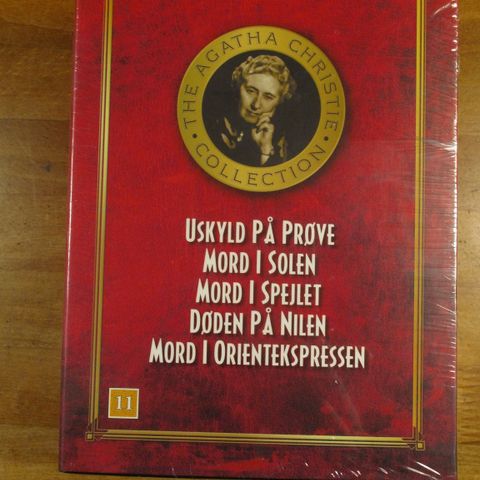 THE AGATHA CHRISTIE
COLLECTION
USKYLD PÅ PRØVE
MORD I SOLEN
MORD I SPEJLET
DØDEN PÅ NILEN
MORD I ORIENTEKSPRESSEN
11